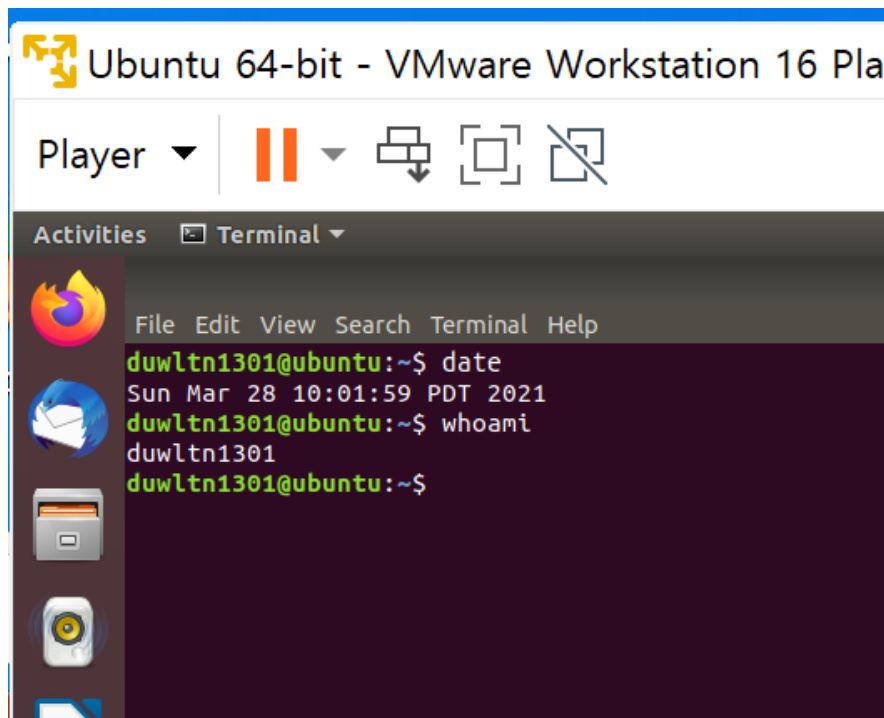 Ubuntu 64-bit - VMware Workstation 16 Pla
Player
Activities Terminal
File Edit View Search Terminal Help
duwltn1301@ubuntu:~$ date
Sun Mar 28 10:01:59 PDT 2021
duwltn1301@ubuntu:~$ whoami
duwltn1301
duwltn1301@ubuntu:~$